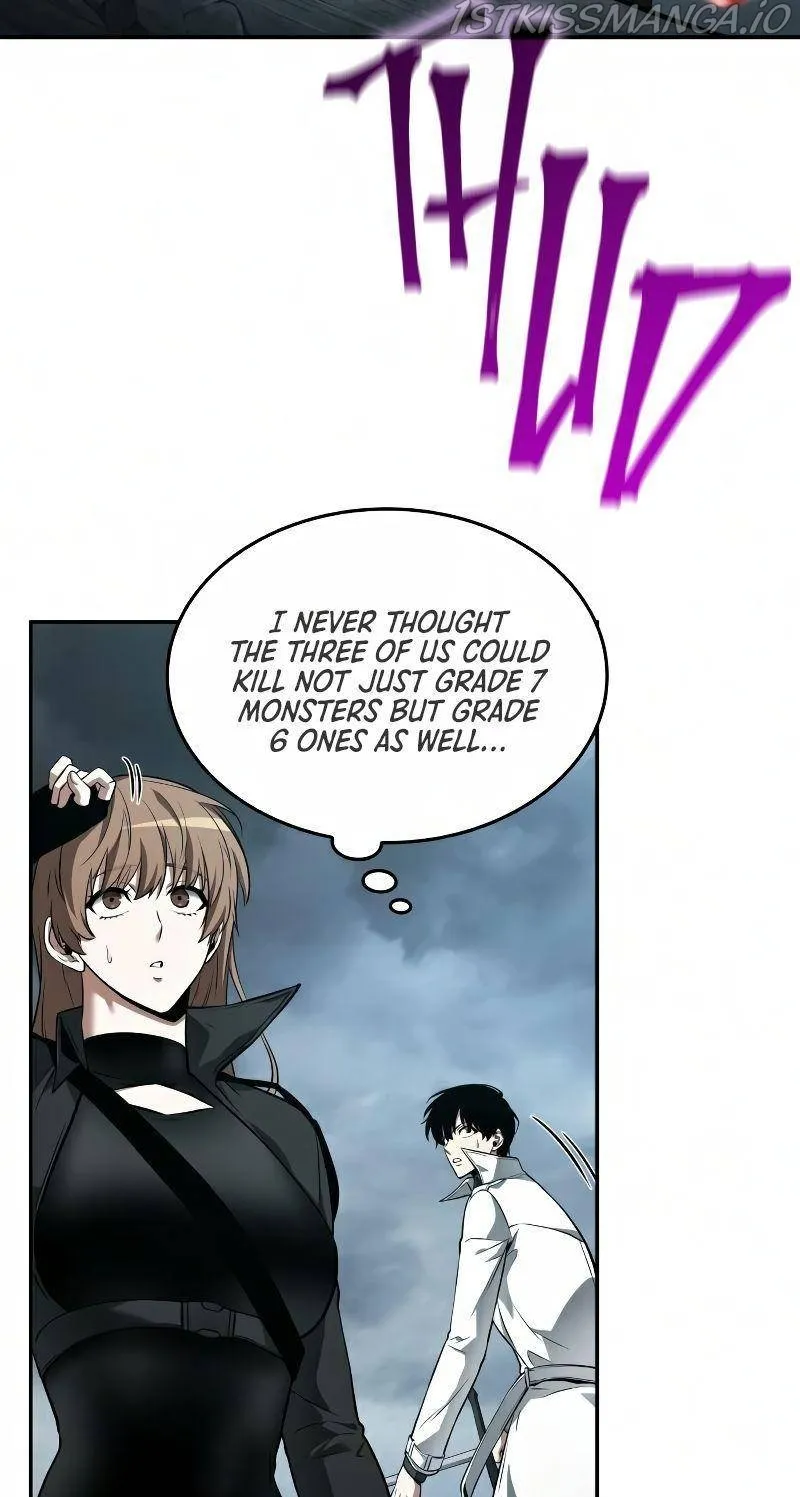 1STKISSMANGA.IO
THUD
I NEVER THOUGHT
THE THREE OF US COULD
KILL NOT JUST GRADE 7
MONSTERS BUT GRADE
6 ONES AS WELL...